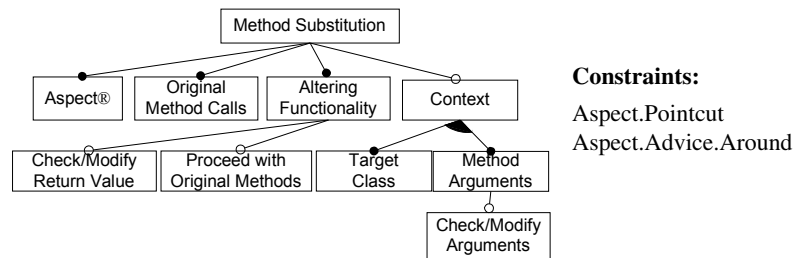 Method Substitution
Aspect®
Original
Method Calls
Altering
Functionality
Context
Constraints:
Aspect.Pointcut
Aspect.Advice.Around
Check/Modify
Return Value
Proceed with
Original Methods
Target
Class
Method
Arguments
Check/Modify
Arguments